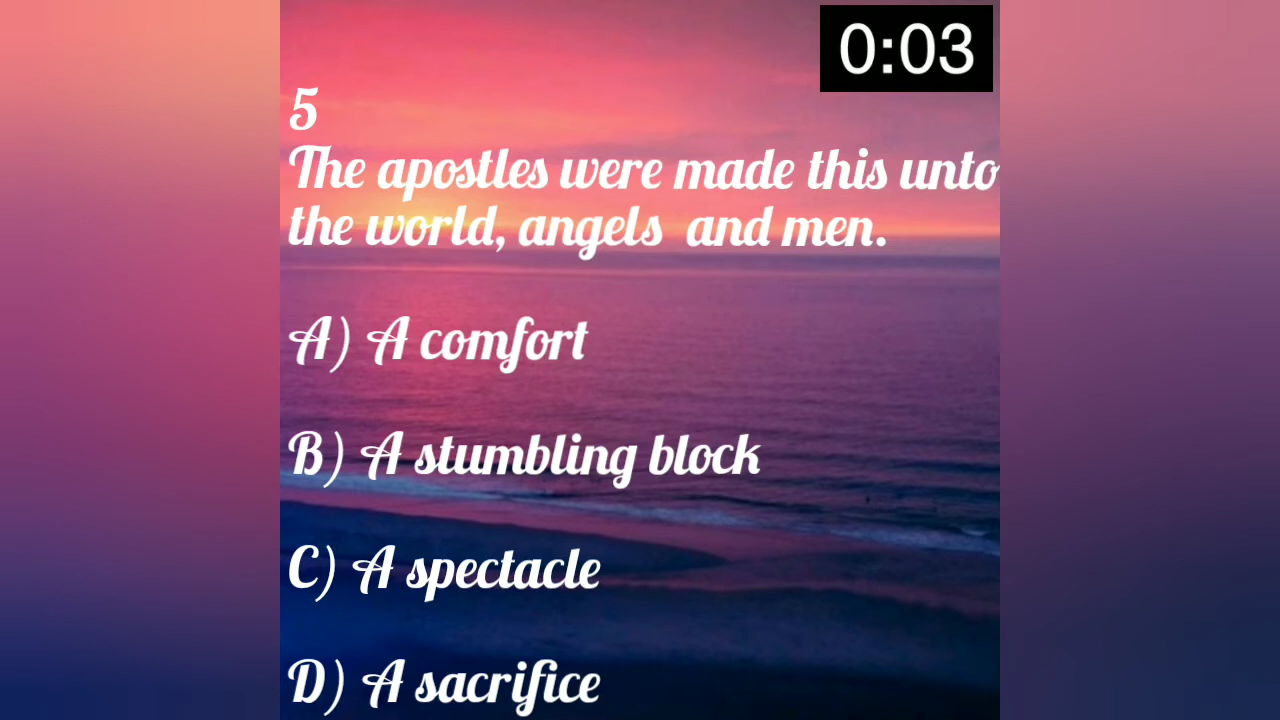 0:03
5
The apostles were made this unto
the world, angels and men.
A) A comfort
B) A stumbling block
C) A spectacle
D) A sacrifice